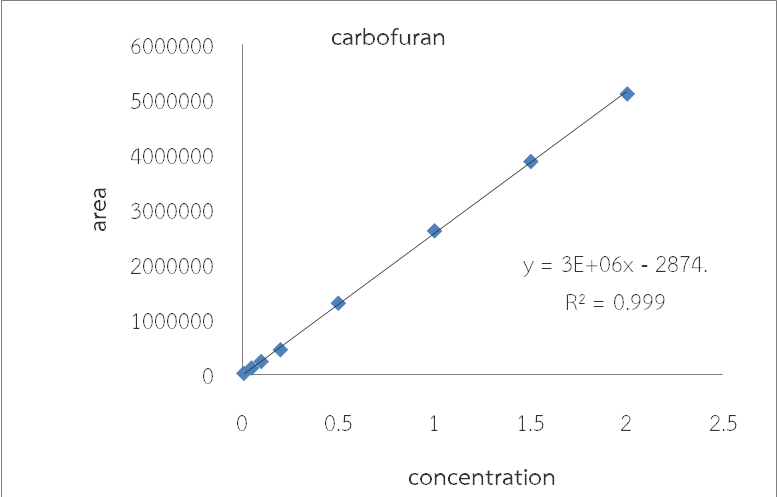 carbofuran
6000000
5000000
4000000
3000000
2000000
1000000
0
area
y = 3E+06x - 2874.
R² = 0.999
0 0.5 1 1.5 2 2.5
concentration